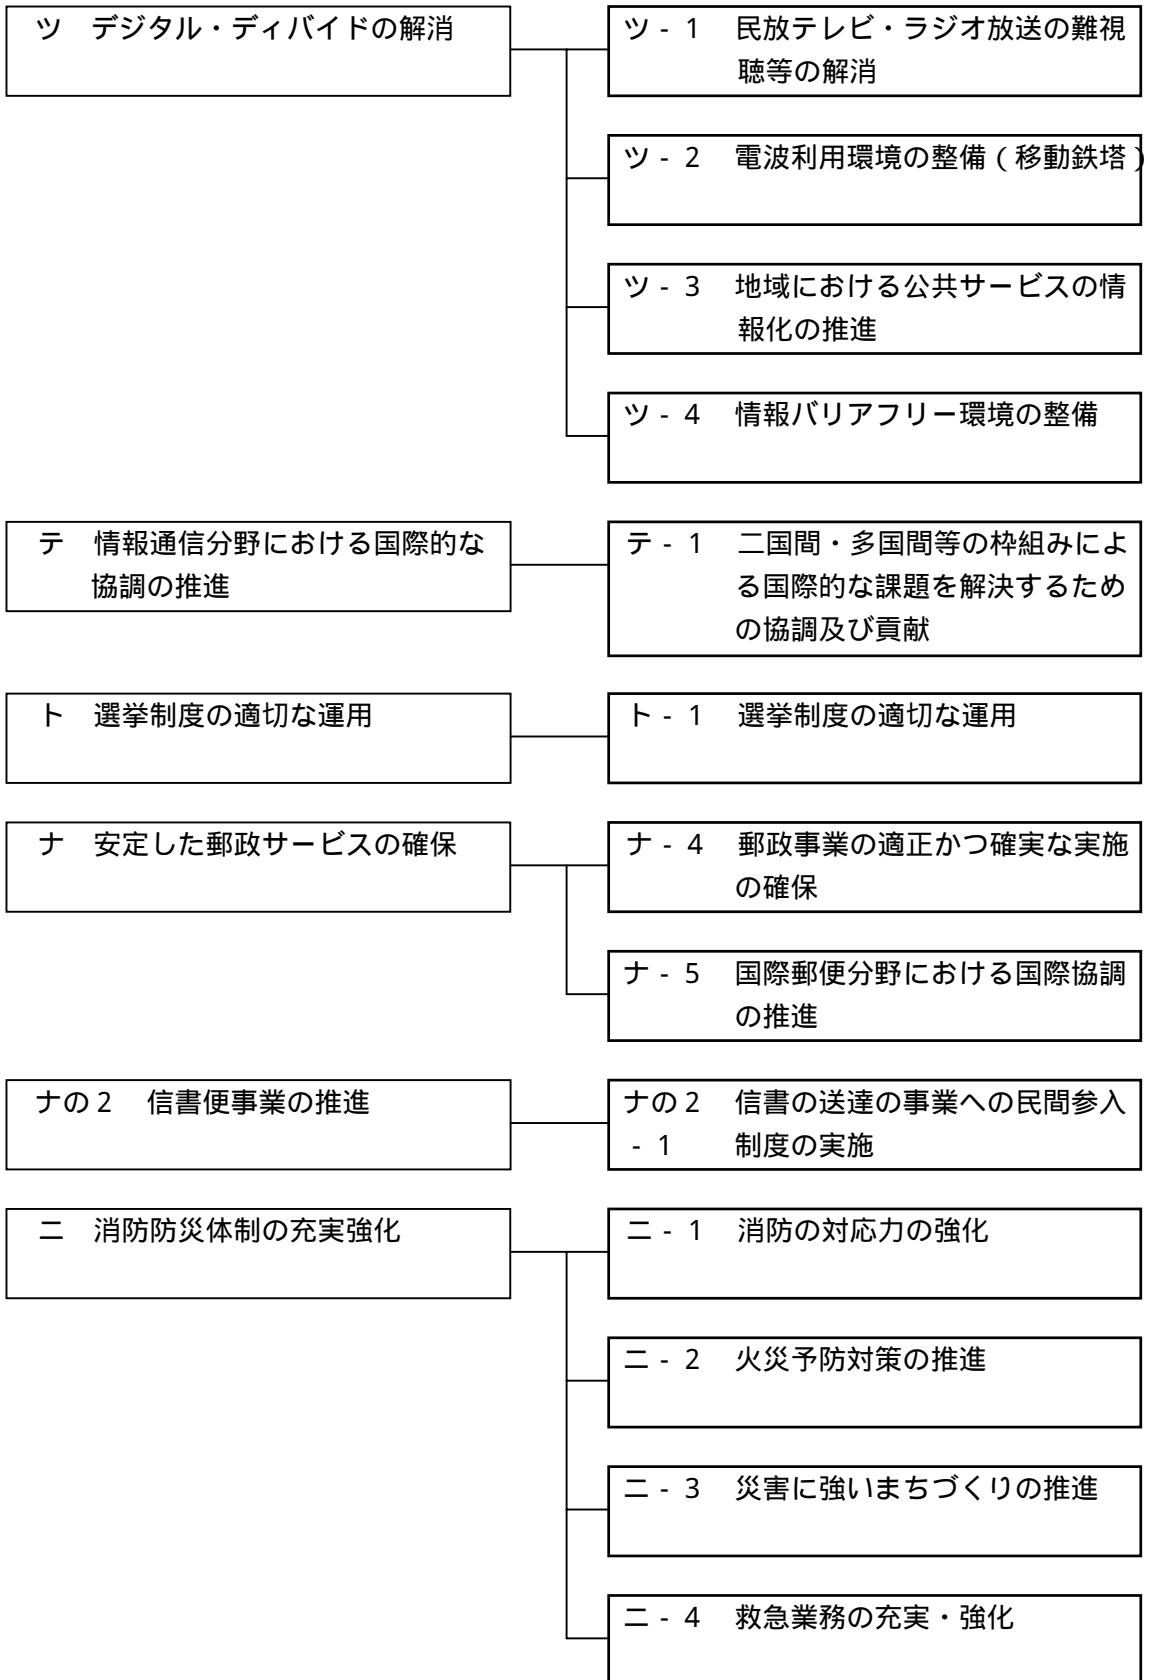 ツ　デジタル・ディバイドの解消
ツ - 1　民放テレビ・ラジオ放送の難視
聴等の解消
ツ - 2　電波利用環境の整備（移動鉄塔）
ツ - 3　地域における公共サービスの情
報化の推進
ツ - 4　情報バリアフリー環境の整備
テ　情報通信分野における国際的な
協調の推進
テ - 1　二国間・多国間等の枠組みによ
る国際的な課題を解決するため
の協調及び貢献
ト　選挙制度の適切な運用
ト - 1　選挙制度の適切な運用
ナ　安定した郵政サービスの確保
ナ - 4　郵政事業の適正かつ確実な実施
の確保
ナ - 5　国際郵便分野における国際協調
の推進
ナの2　信書便事業の推進
ナの2　信書の送達の事業への民間参入
- 1　制度の実施
ニ　消防防災体制の充実強化
ニ - 1　消防の対応力の強化
ニ - 2　火災予防対策の推進
ニ - 3　災害に強いまちづくりの推進
ニ - 4　救急業務の充実・強化